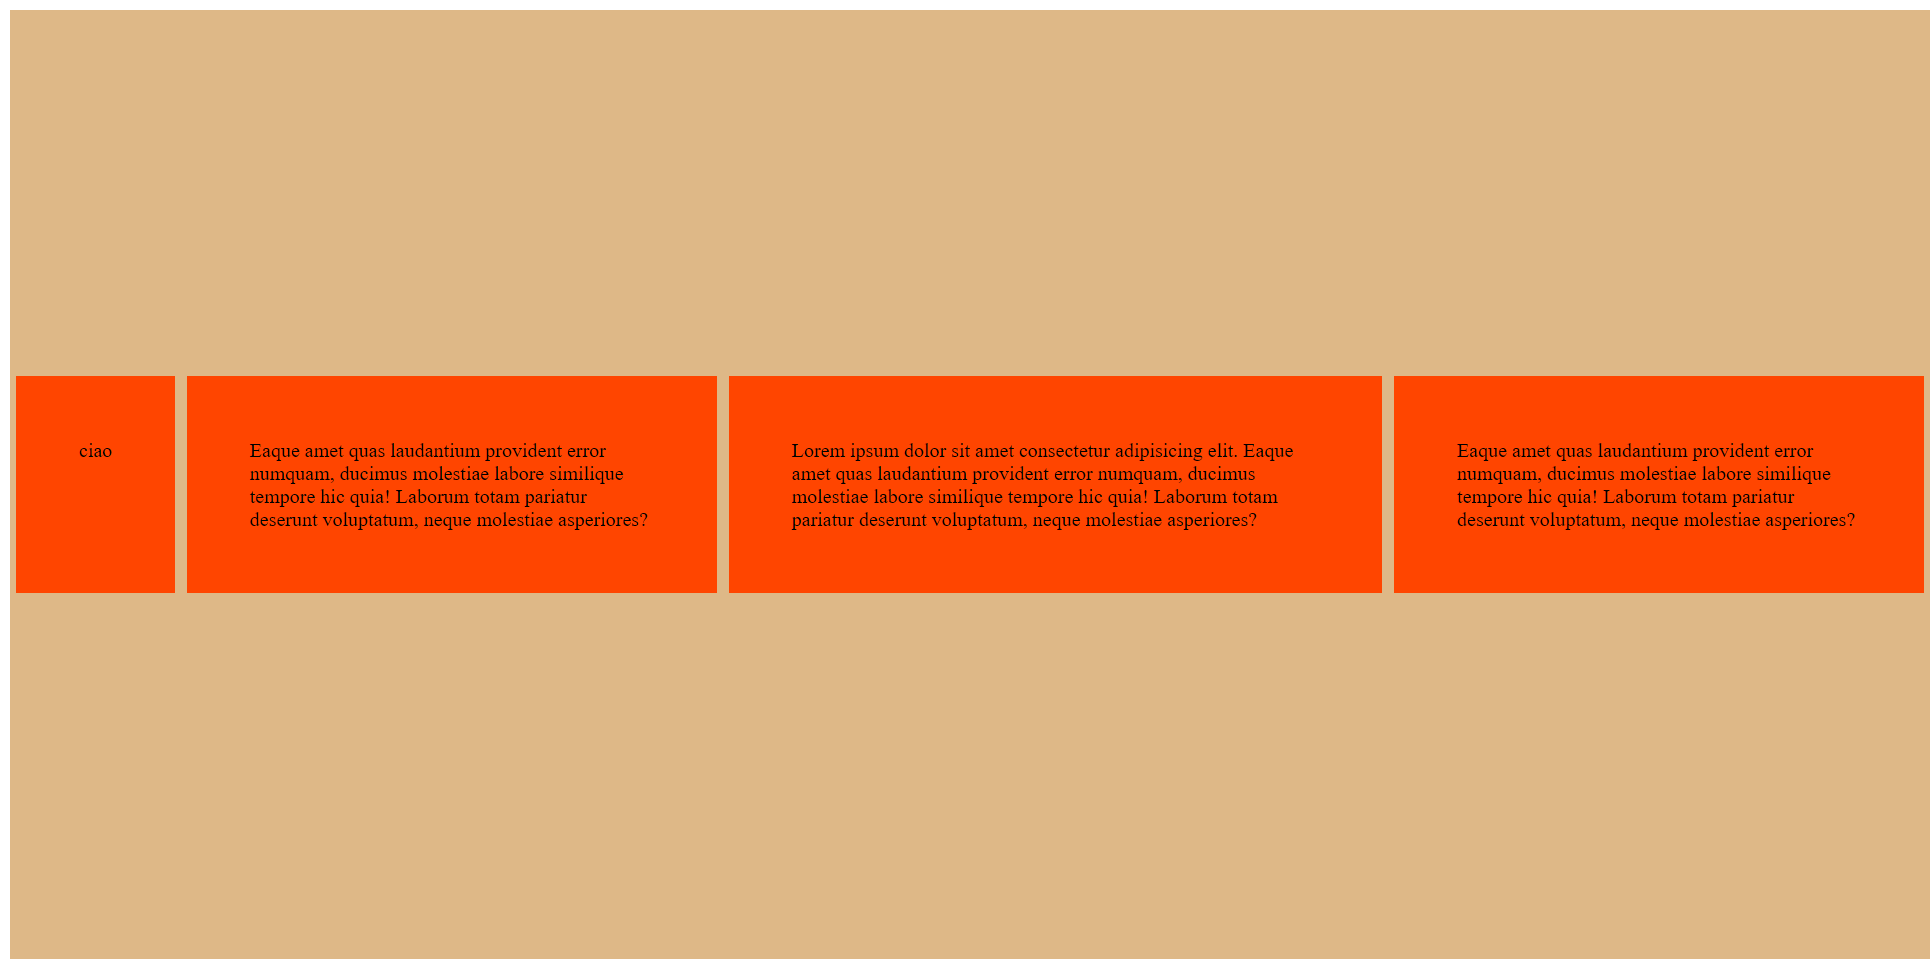 ciao
Eaque amet quas laudantium provident error
numquam, ducimus molestiae labore similique
tempore hic quia! Laborum totam pariatur
deserunt voluptatum, neque molestiae asperiores?
Lorem ipsum dolor sit amet consectetur adipisicing elit. Eaque
amet quas laudantium provident error numquam, ducimus
molestiae labore similique tempore hic quia! Laborum totam
pariatur deserunt voluptatum, neque molestiae asperiores?
Eaque amet quas laudantium provident error
numquam, ducimus molestiae labore similique
tempore hic quia! Laborum totam pariatur
deserunt voluptatum, neque molestiae asperiores?